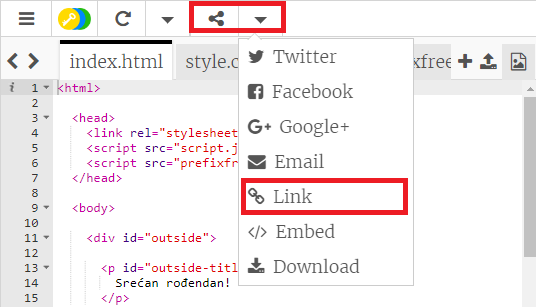 index.html
style.c
xfree
Twitter
Facebook
G+ Google+
Email
Link
</> Embed
Download
i 1 <html>
2
3 <head>
4 <link rel="stylesheet
5 <script src="script.j
6 <script src="prefixfr
7 </head>
8
9 <body>
10
11 <div id="outside">
12
13 <p id="outside-titl
14 Srećan rođendan!
15 </p>
16